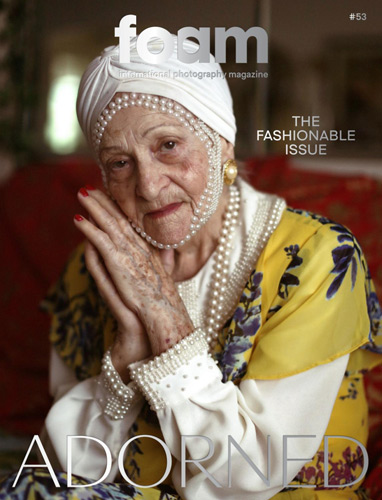 #53
foam
international photography magazine
THE
FASHIONABLE
ISSUE
ADORNED